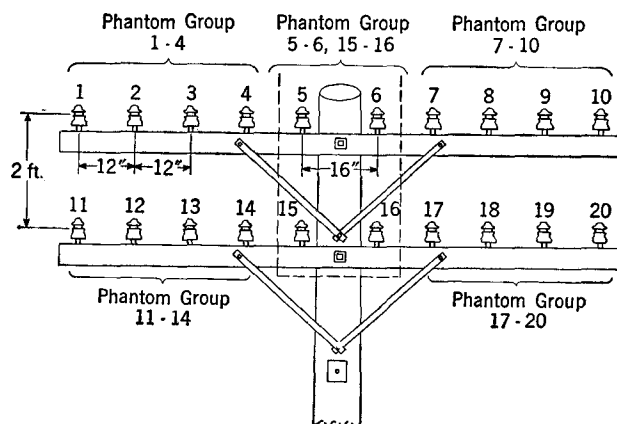 Phantom Group
1 - 4
Phantom Group
5 - 6, 15 - 16
Phantom Group
7 - 10
1 2 3 4 5 6 7 8 9 10
2 ft.
12" 12" 16"
11 12 13 14 15 16 17 18 19 20
Phantom Group
11 - 14
Phantom Group
17 - 20